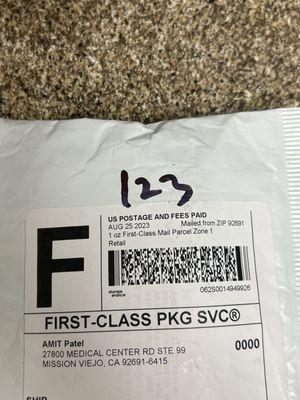 123
F
US POSTAGE AND FEES PAID
AUG 25 2023 Mailed from ZIP 92691
1 oz First-Class Mail Parcel Zone 1
Retail
stamps
endicia
062S0014949926
FIRST-CLASS PKG SVC®
AMIT Patel
27800 MEDICAL CENTER RD STE 99
MISSION VIEJO, CA 92691-6415
0000
SHIP